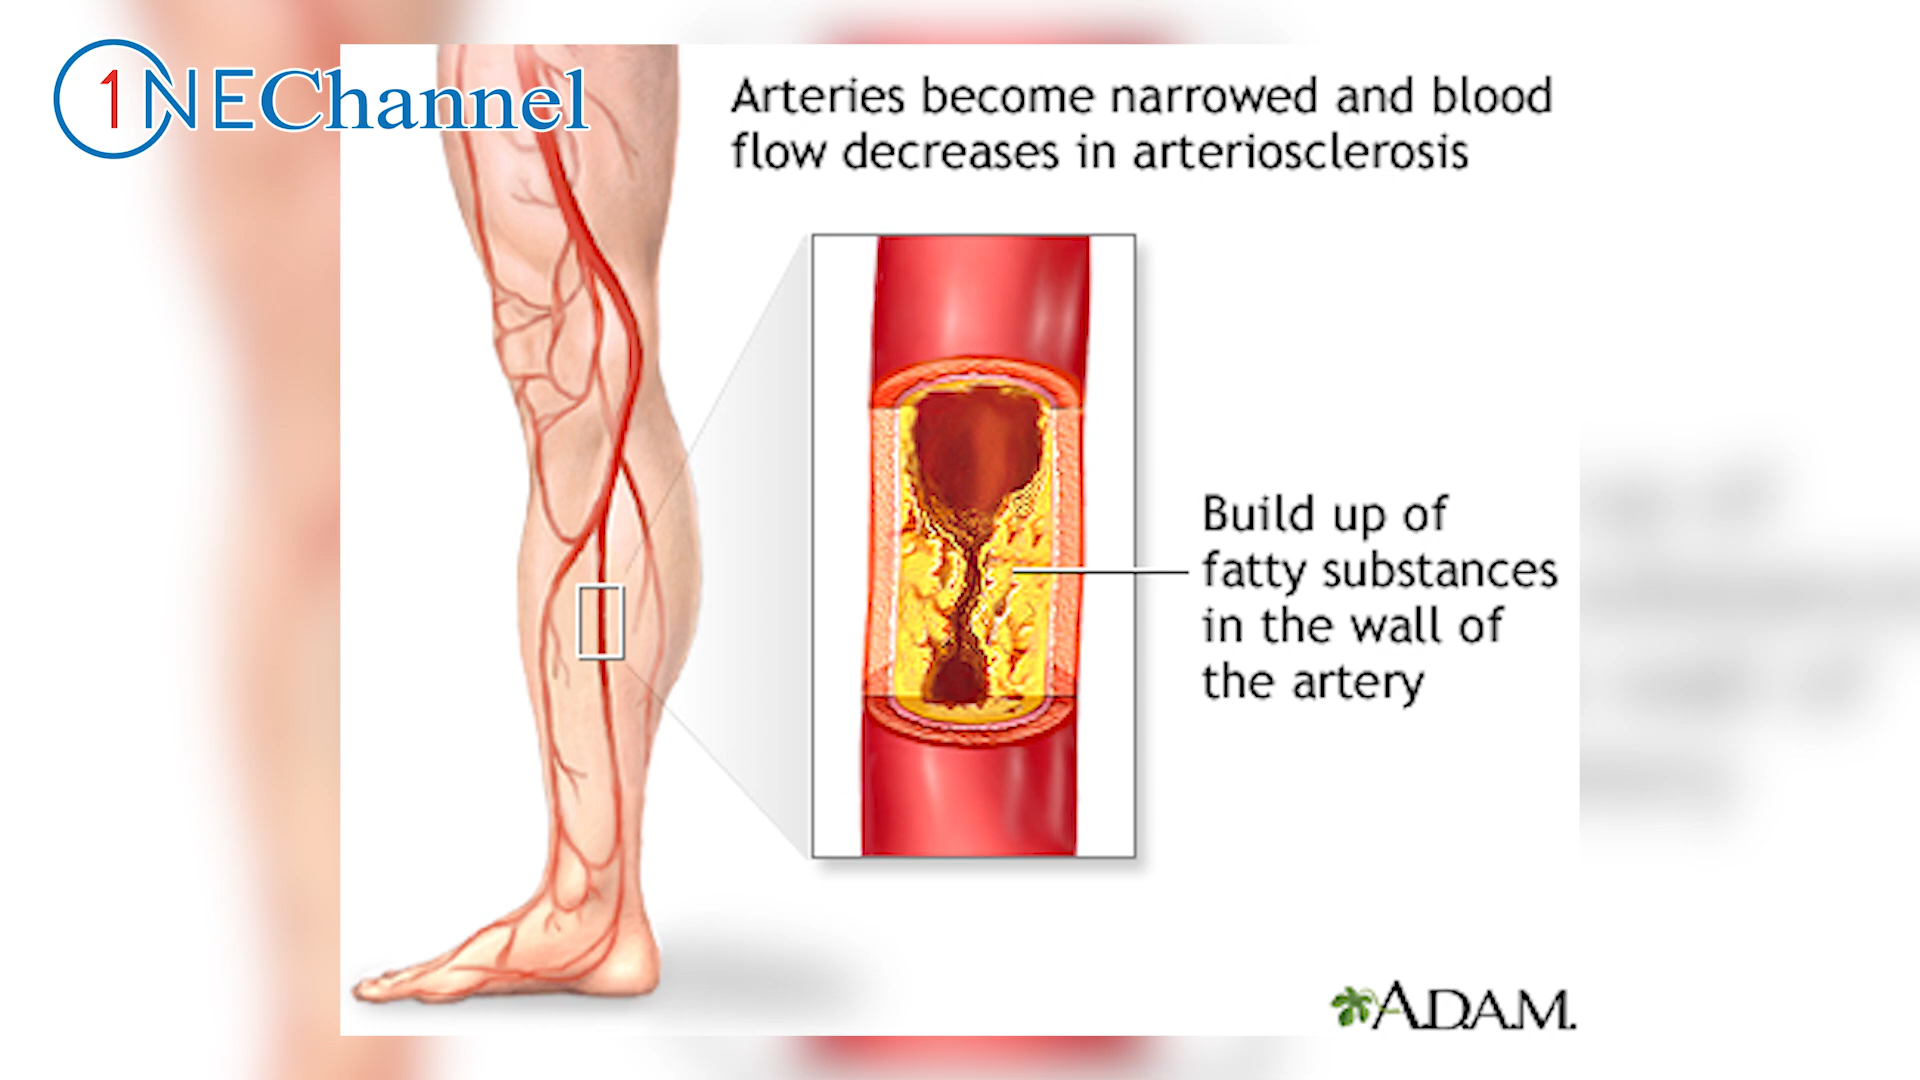 1NEChannel
Arteries become narrowed and blood
flow decreases in arteriosclerosis
Build up of
fatty substances
in the wall of
the artery
A.D.A.M.